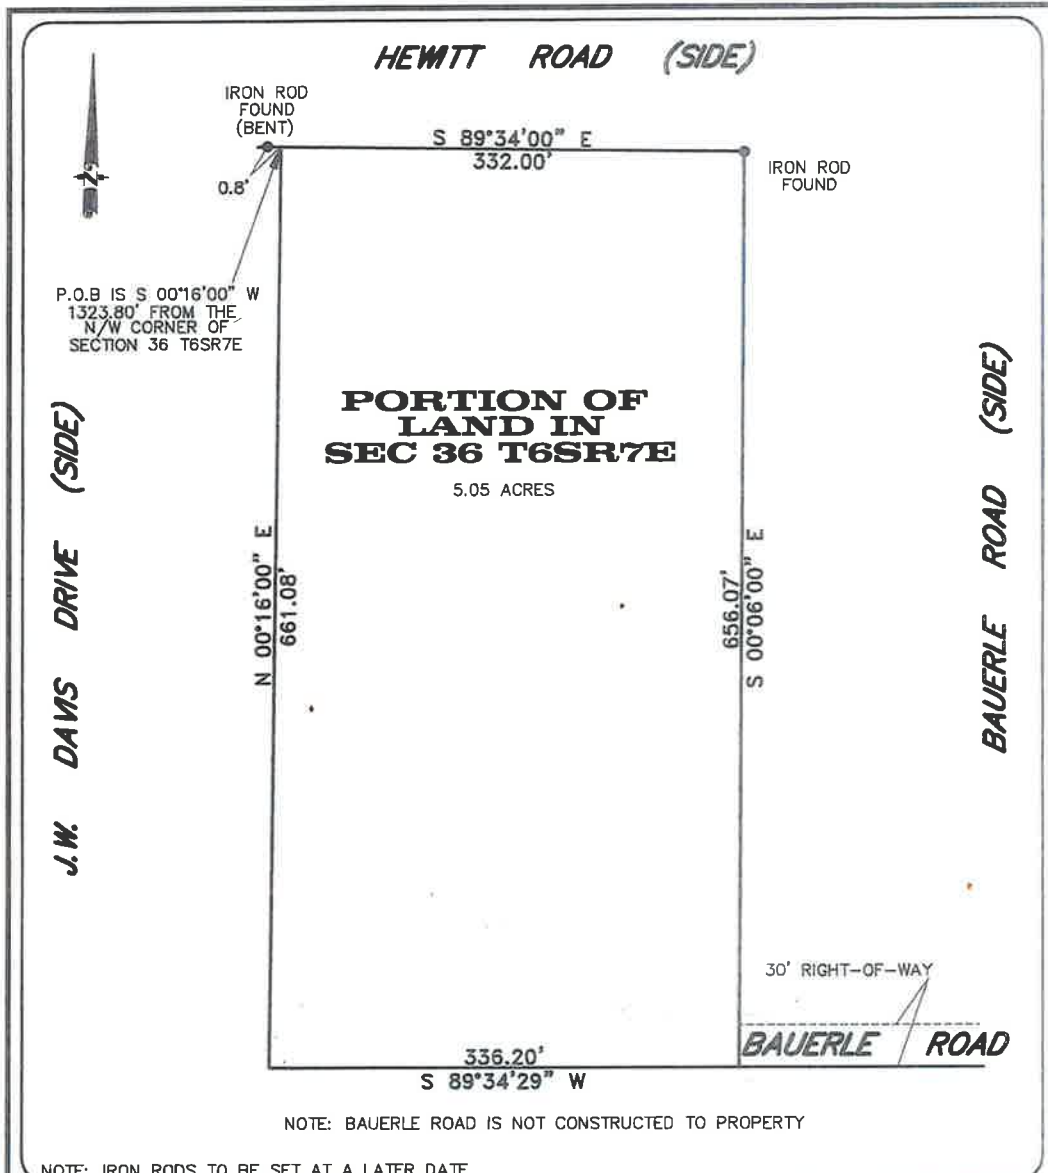 HEWITT ROAD (SIDE)
IRON ROD
FOUND
(BENT)
S 89°34'00" E
332.00'
IRON ROD
FOUND
0.8'
P.O.B IS S 00°16'00" W
1323.80' FROM THE
N/W CORNER OF
SECTION 36 T6SR7E
PORTION OF
LAND IN
SEC 36 T6SR7E
5.05 ACRES
J.W. DAVIS DRIVE (SIDE)
N 00°16'00" E
661.08'
656.07'
S 00°06'00" E
BAUERLE ROAD (SIDE)
30' RIGHT-OF-WAY
BAUERLE ROAD
336.20'
S 89°34'29" W
NOTE: BAUERLE ROAD IS NOT CONSTRUCTED TO PROPERTY
NOTE: IRON RODS TO BE SET AT A LATER DATE